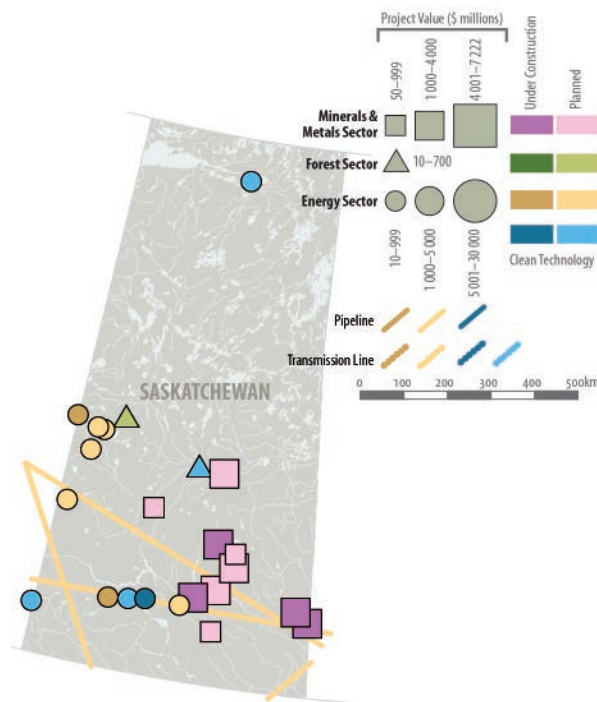 Project Value ($ millions)
50–999
1 000–4 000
4 001–7 222
Under Construction
Planned
Minerals &
Metals Sector
Forest Sector
10–700
Energy Sector
10–999
1 000–5 000
5 001–30 000
Clean Technology
Pipeline
Transmission Line
0 100 200 300 400 500km
SASKATCHEWAN